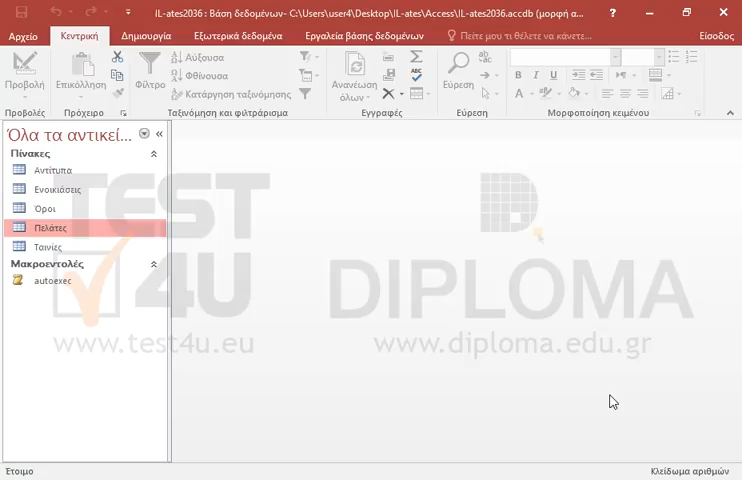 IL-ates2036 : Βάση δεδομένων- C:\Users\user4\Desktop\IL-ates\Access\IL-ates2036.accdb (μορφή α...
Αρχείο Κεντρική Δημιουργία Εξωτερικά δεδομένα Εργαλεία βάσης δεδομένων Πείτε μου τι θέλετε να κάνετε... Είσοδος
Προβολή
Επικόλληση
Φίλτρο
Αύξουσα
Φθίνουσα
Κατάργηση ταξινόμησης
Ανανέωση όλων
Εύρεση
Προβολές Πρόχειρο Ταξινόμηση και φιλτράρισμα Εγγραφές Εύρεση Μορφοποίηση κειμένου
Όλα τα αντικεί...
Πίνακες
Αντίτυπα
Ενοικιάσεις
Όροι
Πελάτες
Ταινίες
Μακροεντολές
autoexec
TEST
4U
www.test4u.eu
D
DIPLOMA
www.diploma.edu.gr
Έτοιμο Κλείδωμα αριθμών